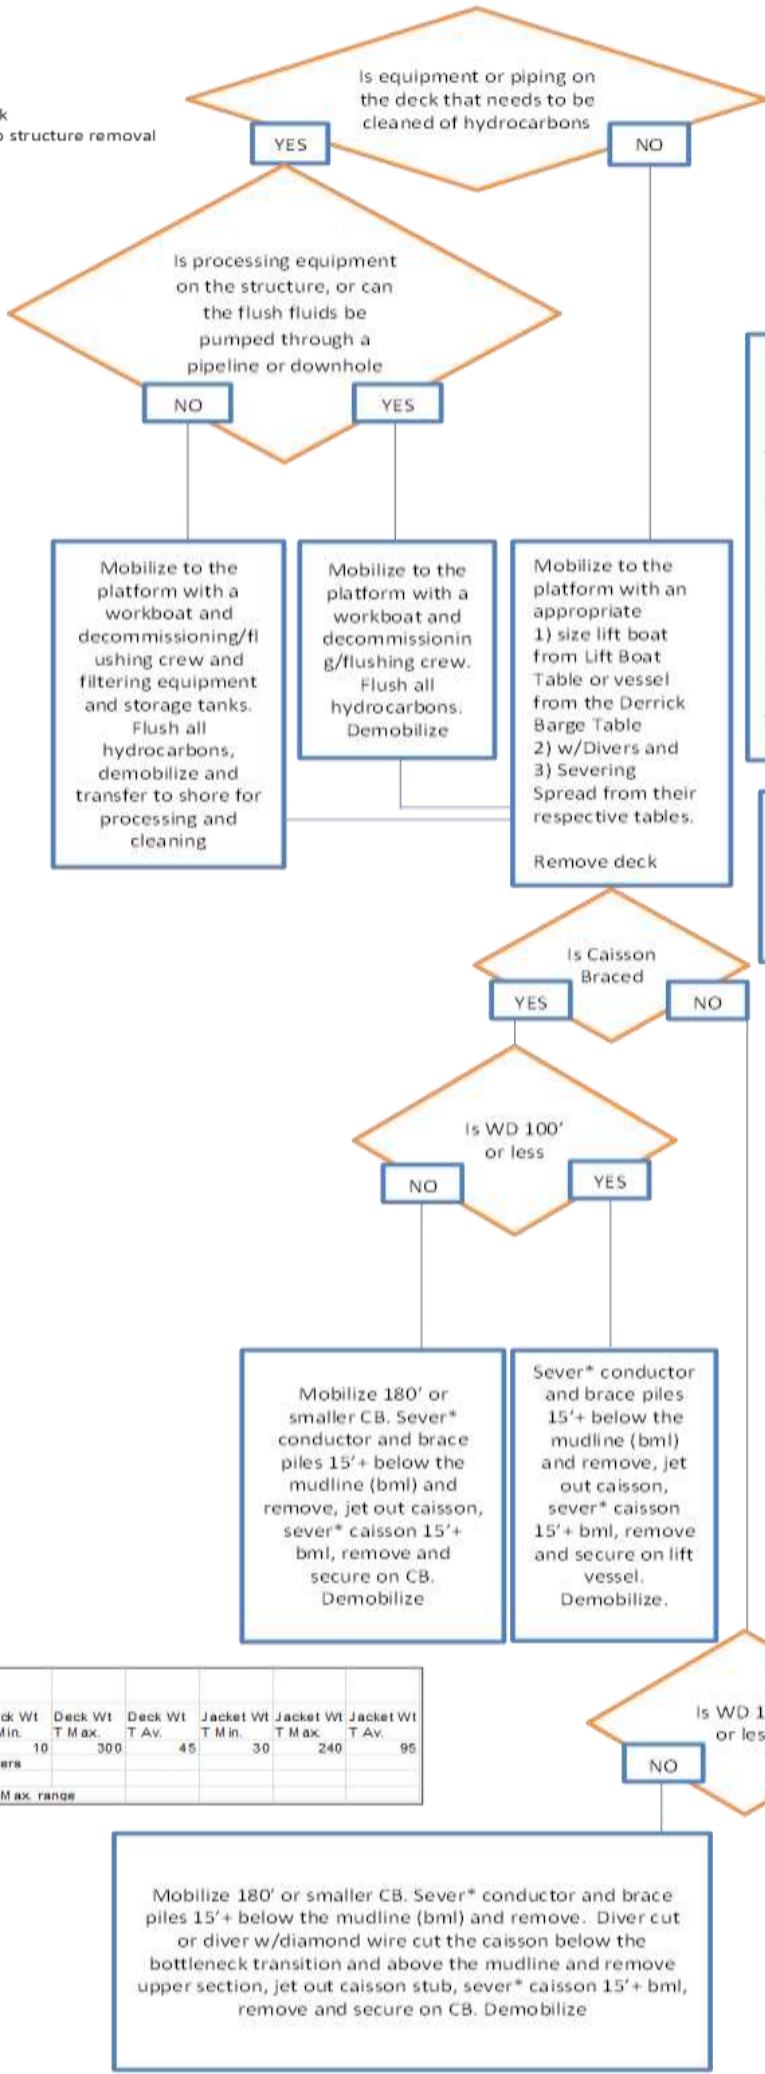 Is equipment or piping on
the deck that needs to be
cleaned of hydrocarbons
structure removal
YES
NO
Is processing equipment
on the structure, or can
the flush fluids be
pumped through a
pipeline or downhole
NO
YES
Mobilize to the
platform with a
workboat and
decommissioning/fl
ushing crew and
filtering equipment
and storage tanks.
Flush all
hydrocarbons,
demobilize and
transfer to shore for
processing and
cleaning
Mobilize to the
platform with a
workboat and
decommissionin
g/flushing crew.
Flush all
hydrocarbons.
Demobilize
Mobilize to the
platform with an
appropriate
1) size lift boat
from Lift Boat
Table or vessel
from the Derrick
Barge Table
2) w/Divers and
3) Severing
Spread from their
respective tables.
Remove deck
Is Caisson
Braced
YES
NO
Is WD 100'
or less
NO
YES
Mobilize 180' or
smaller CB. Sever*
conductor and brace
piles 15'+ below the
mudline (bml) and
remove, jet out caisson,
sever* caisson 15'+
bml, remove and
secure on CB.
Demobilize
Sever* conductor
and brace piles
15'+ below the
mudline (bml)
and remove, jet
out caisson,
sever* caisson
15'+ bml, remove
and secure on lift
vessel.
Demobilize.
Wt Deck Wt Deck Wt Jacket Wt Jacket Wt Jacket Wt
Min. T Max. T Av. T Min. T Max. T Av.
10 300 45 30 240 95
Max. range
Is WD
or
NO
Mobilize 180' or smaller CB. Sever* conductor and brace
piles 15'+ below the mudline (bml) and remove. Diver cut
or diver w/diamond wire cut the caisson below the
bottleneck transition and above the mudline and remove
upper section, jet out caisson stub, sever* caisson 15'+ bml,
remove and secure on CB. Demobilize